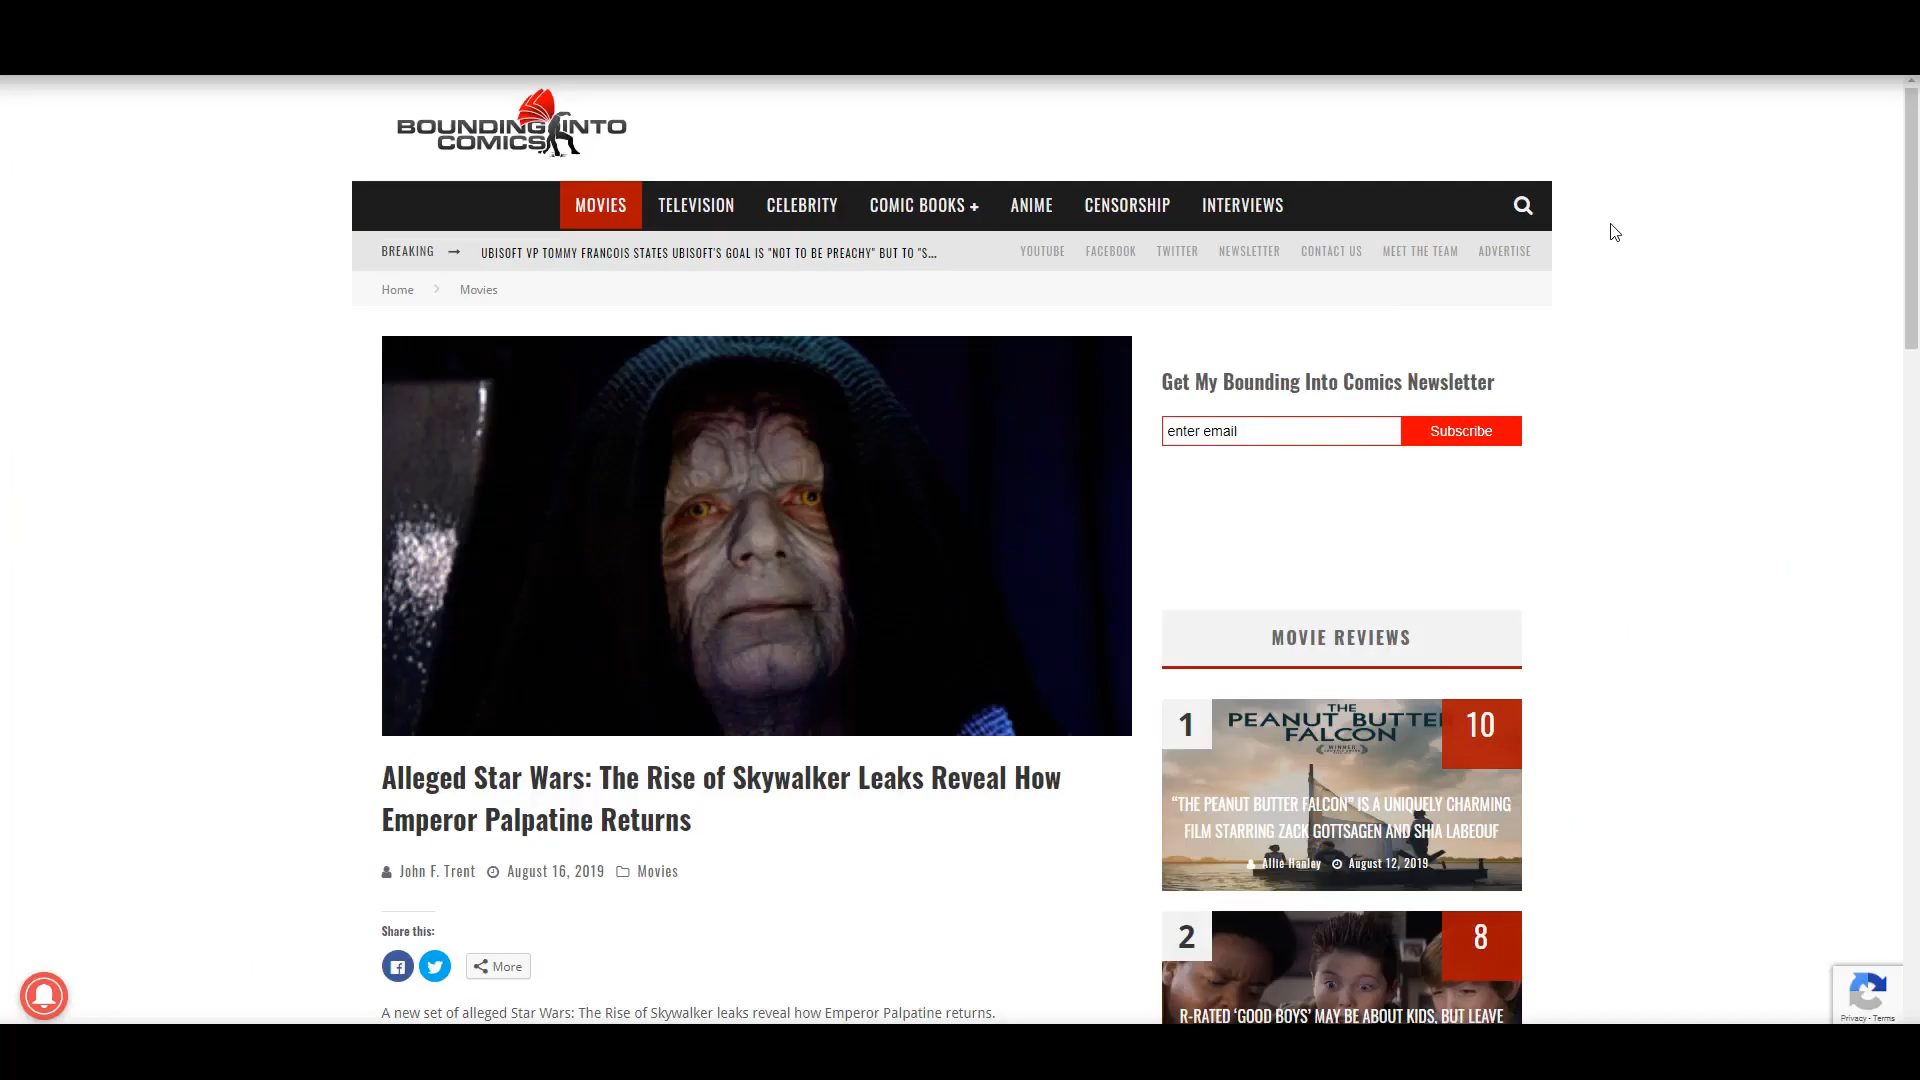 BOUNDING INTO
COMICS
MOVIES TELEVISION CELEBRITY COMIC BOOKS + ANIME CENSORSHIP INTERVIEWS
BREAKING → UBISOFT VP TOMMY FRANCOIS STATES UBISOFT'S GOAL IS "NOT TO BE PREACHY" BUT TO "S... YOUTUBE FACEBOOK TWITTER NEWSLETTER CONTACT US MEET THE TEAM ADVERTISE
Home > Movies
Alleged Star Wars: The Rise of Skywalker Leaks Reveal How
Emperor Palpatine Returns
John F. Trent August 16, 2019 Movies
Share this:
More
A new set of alleged Star Wars: The Rise of Skywalker leaks reveal how Emperor Palpatine returns.
Get My Bounding Into Comics Newsletter
enter email Subscribe
MOVIE REVIEWS
1 THE 10
PEANUT BUTTER
FALCON
WINNER
“THE PEANUT BUTTER FALCON” IS A UNIQUELY CHARMING
FILM STARRING ZACK GOTTSAGEN AND SHIA LABEOUF
Allie Hanley August 12, 2019
2 8
R-RATED ‘GOOD BOYS’ MAY BE ABOUT KIDS, BUT LEAVE
Privacy - Terms